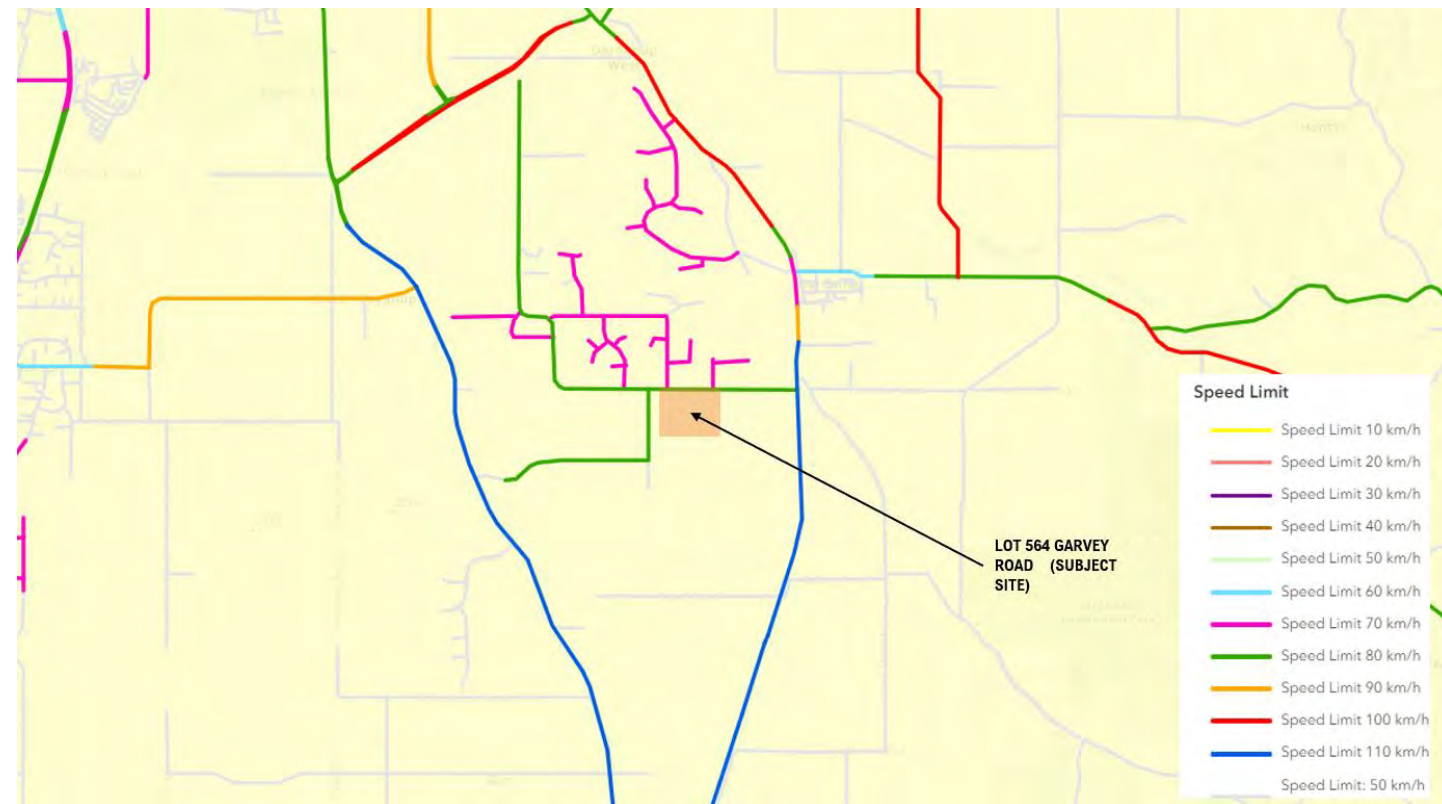 LOT 564 GARVEY
ROAD (SUBJECT
SITE)
Speed Limit
Speed Limit 10 km/h
Speed Limit 20 km/h
Speed Limit 30 km/h
Speed Limit 40 km/h
Speed Limit 50 km/h
Speed Limit 60 km/h
Speed Limit 70 km/h
Speed Limit 80 km/h
Speed Limit 90 km/h
Speed Limit 100 km/h
Speed Limit 110 km/h
Speed Limit: 50 km/h